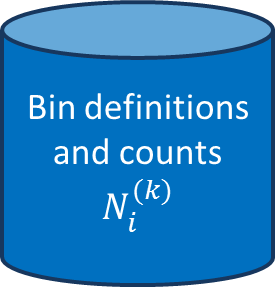 Bin definitions
and counts
$N_i^{(k)}$